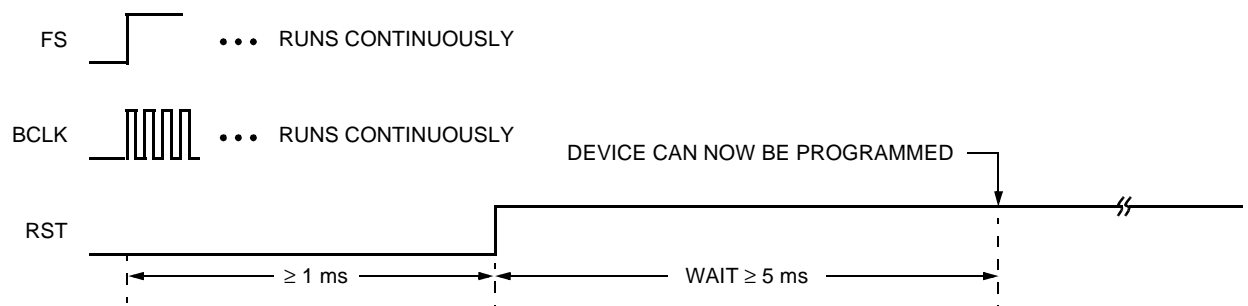 FS ••• RUNS CONTINUOUSLY
BCLK ••• RUNS CONTINUOUSLY
DEVICE CAN NOW BE PROGRAMMED
RST
≥ 1 ms WAIT ≥ 5 ms